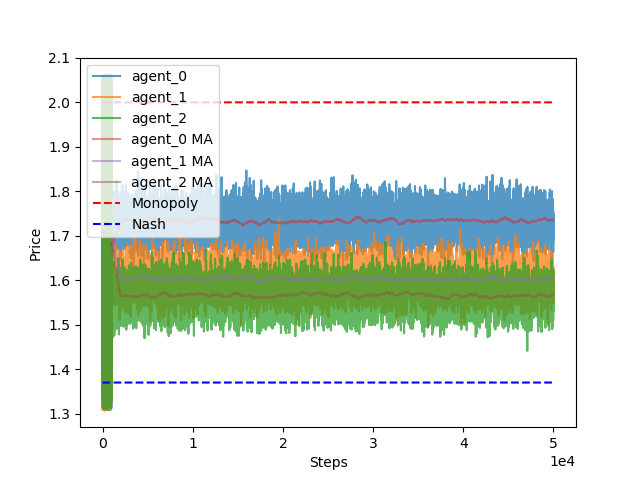 2.1
2.0
1.9
1.8
1.7
1.6
1.5
1.4
1.3
Price
agent_0
agent_1
agent_2
agent_0 MA
agent_1 MA
agent_2 MA
Monopoly
Nash
0 1 2 3 4 5
1e4
Steps